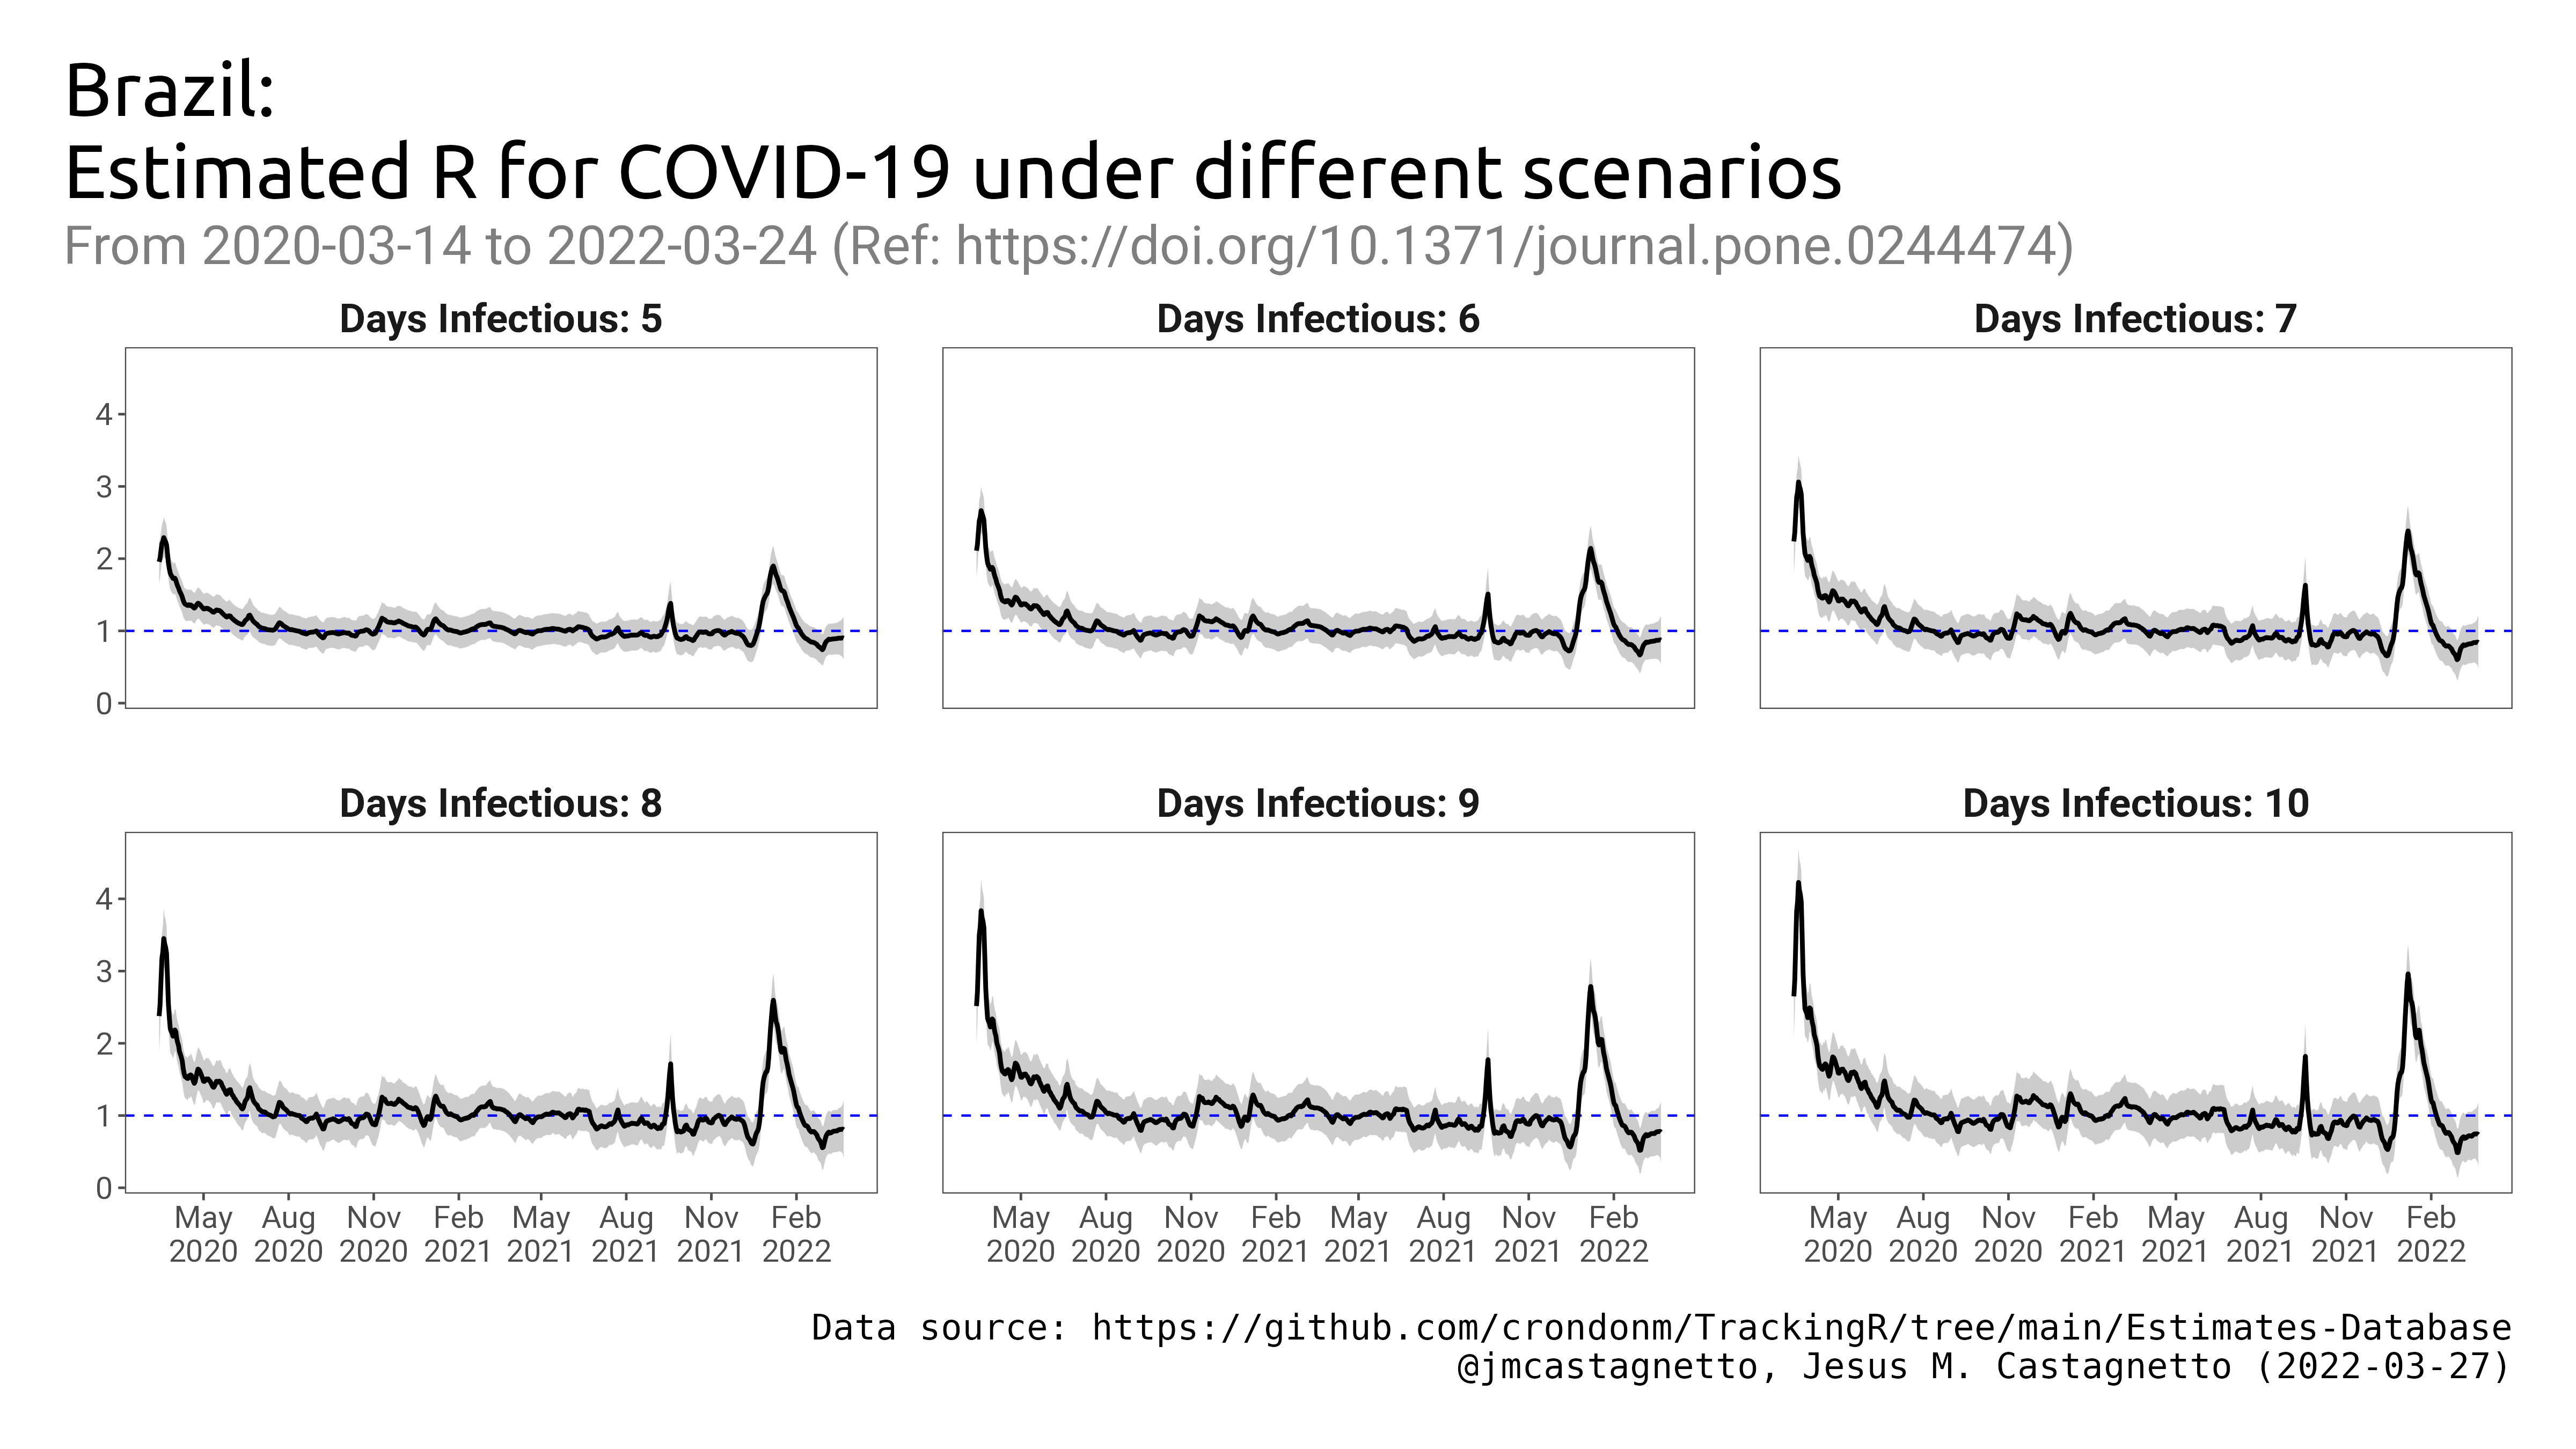 Brazil:
Estimated R for COVID-19 under different scenarios
From 2020-03-14 to 2022-03-24 (Ref: https://doi.org/10.1371/journal.pone.0244474)
Days Infectious: 5
Days Infectious: 6
Days Infectious: 7
4
3
2
1
0
Days Infectious: 8
Days Infectious: 9
Days Infectious: 10
4
3
2
1
0
May Aug Nov Feb May Aug Nov Feb
2020 2020 2020 2021 2021 2021 2021 2022
May Aug Nov Feb May Aug Nov Feb
2020 2020 2020 2021 2021 2021 2021 2022
May Aug Nov Feb May Aug Nov Feb
2020 2020 2020 2021 2021 2021 2021 2022
Data source: https://github.com/crondonm/TrackingR/tree/main/Estimates-Database
@jmcastagnetto, Jesus M. Castagnetto (2022-03-27)